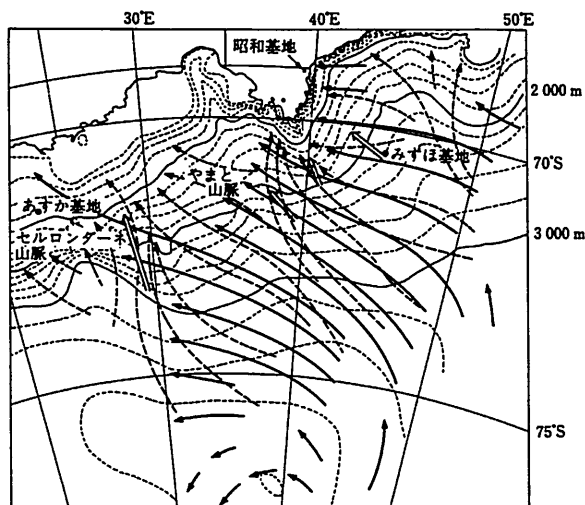 30°E
40°E
50°E
昭和基地
2 000 m
みずほ基地
70°S
やまと
山脈
あすか基地
セルロンダーネ
山脈
3 000 m
75°S